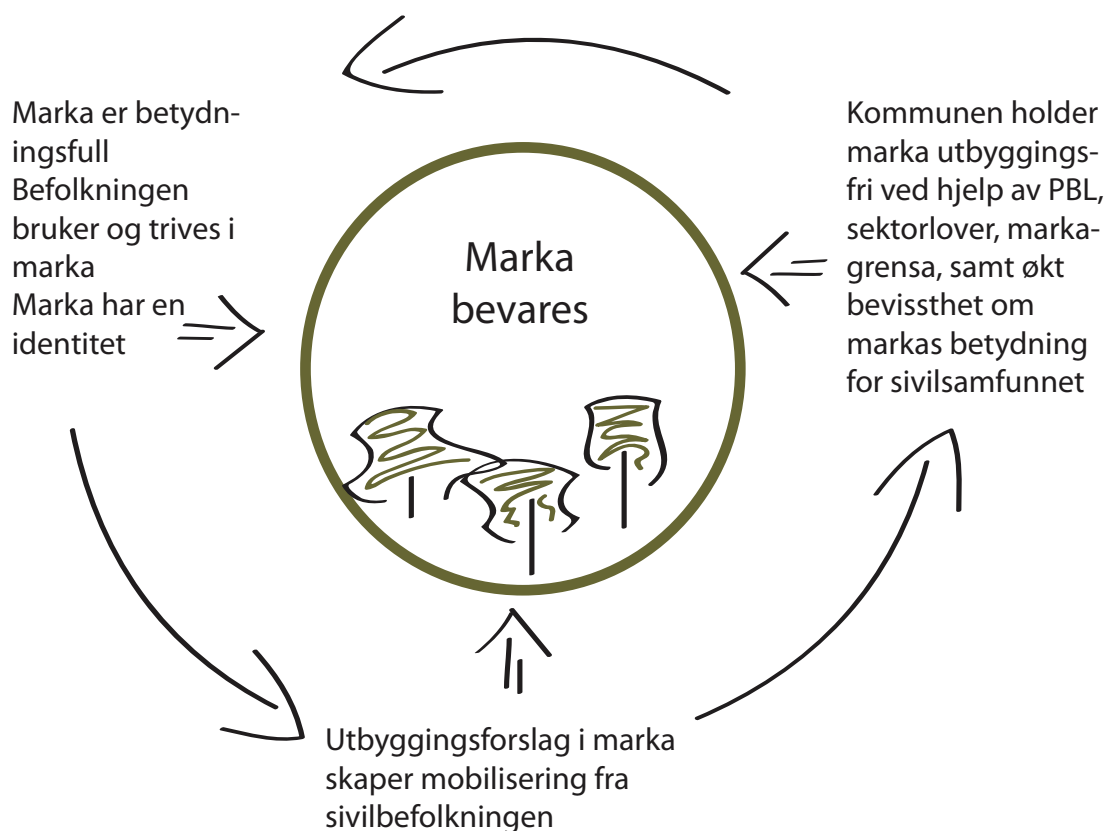 Marka er betydn-
ingsfull
Befolkningen
bruker og trives i
marka
Marka har en
identitet
Marka
bevares
Kommunen holder
marka utbyggings-
fri ved hjelp av PBL,
sektorlover, marka-
grensa, samt økt
bevissthet om
markas betydning
for sivilsamfunnet
Utbyggingsforslag i marka
skaper mobilisering fra
sivilbefolkningen